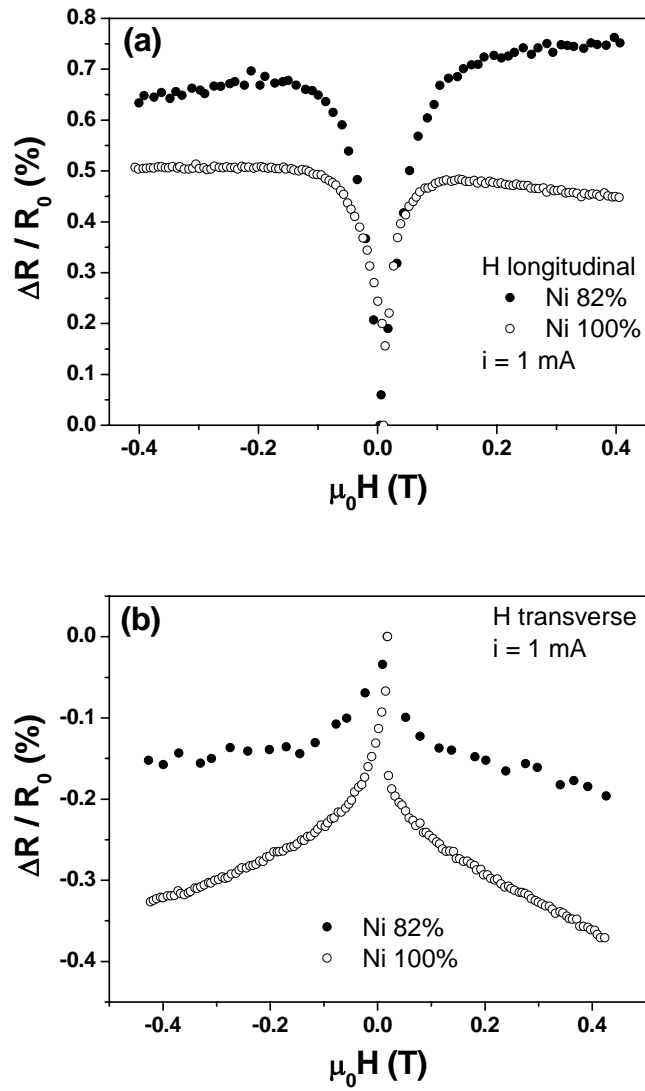 (a)
0.8
0.7
0.6
0.5
0.4
0.3
0.2
0.1
0.0
ΔR / R0 (%)
H longitudinal
Ni 82%
Ni 100%
i = 1 mA
-0.4 -0.2 0.0 0.2 0.4
μ0H (T)
(b)
H transverse
i = 1 mA
0.0
-0.1
-0.2
-0.3
-0.4
ΔR / R0 (%)
Ni 82%
Ni 100%
-0.4 -0.2 0.0 0.2 0.4
μ0H (T)